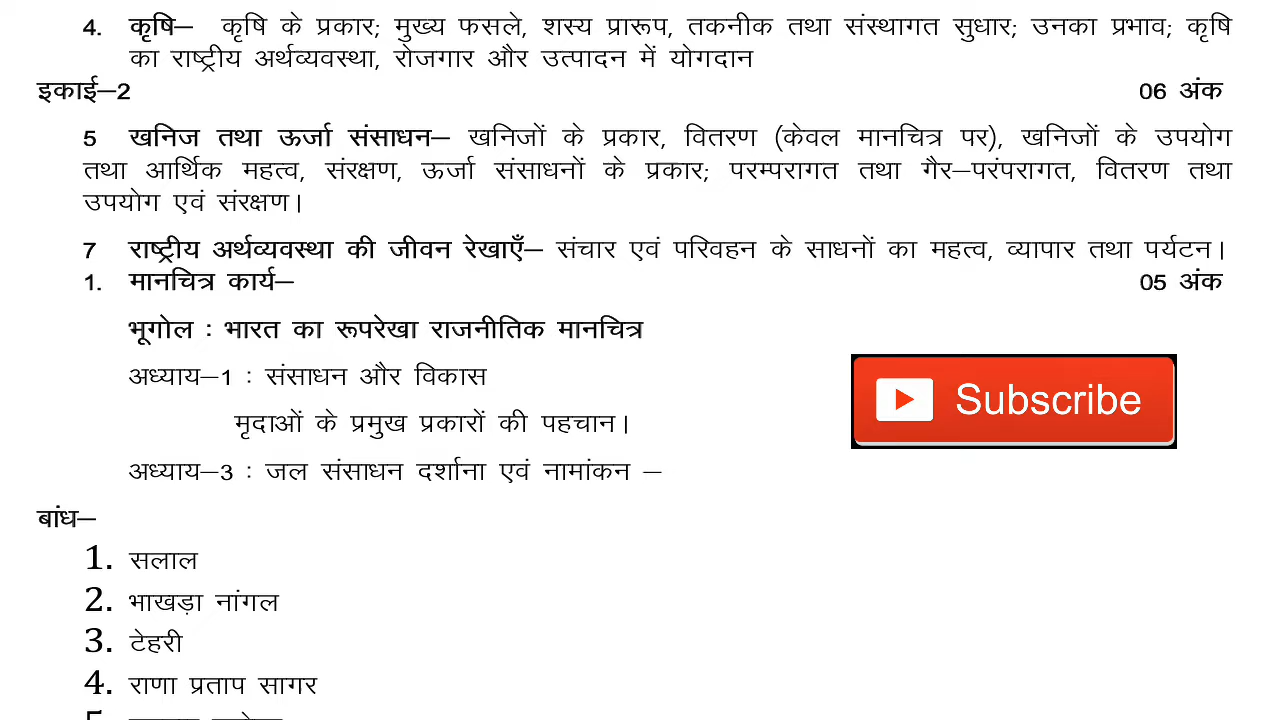 4. कृषि– कृषि के प्रकार; मुख्य फसले, शस्य प्रारूप, तकनीक तथा संस्थागत सुधार; उनका प्रभाव; कृषि
का राष्ट्रीय अर्थव्यवस्था, रोजगार और उत्पादन में योगदान
इकाई–2 06 अंक
5 खनिज तथा ऊर्जा संसाधन– खनिजों के प्रकार, वितरण (केवल मानचित्र पर), खनिजों के उपयोग
तथा आर्थिक महत्व, संरक्षण, ऊर्जा संसाधनों के प्रकार; परम्परागत तथा गैर–परंपरागत, वितरण तथा
उपयोग एवं संरक्षण।
7 राष्ट्रीय अर्थव्यवस्था की जीवन रेखाएँ– संचार एवं परिवहन के साधनों का महत्व, व्यापार तथा पर्यटन।
1. मानचित्र कार्य– 05 अंक
भूगोल : भारत का रूपरेखा राजनीतिक मानचित्र
अध्याय–1 : संसाधन और विकास
Subscribe
मृदाओं के प्रमुख प्रकारों की पहचान।
अध्याय–3 : जल संसाधन दर्शाना एवं नामांकन –
बांध–
1. सलाल
2. भाखड़ा नांगल
3. टेहरी
4. राणा प्रताप सागर